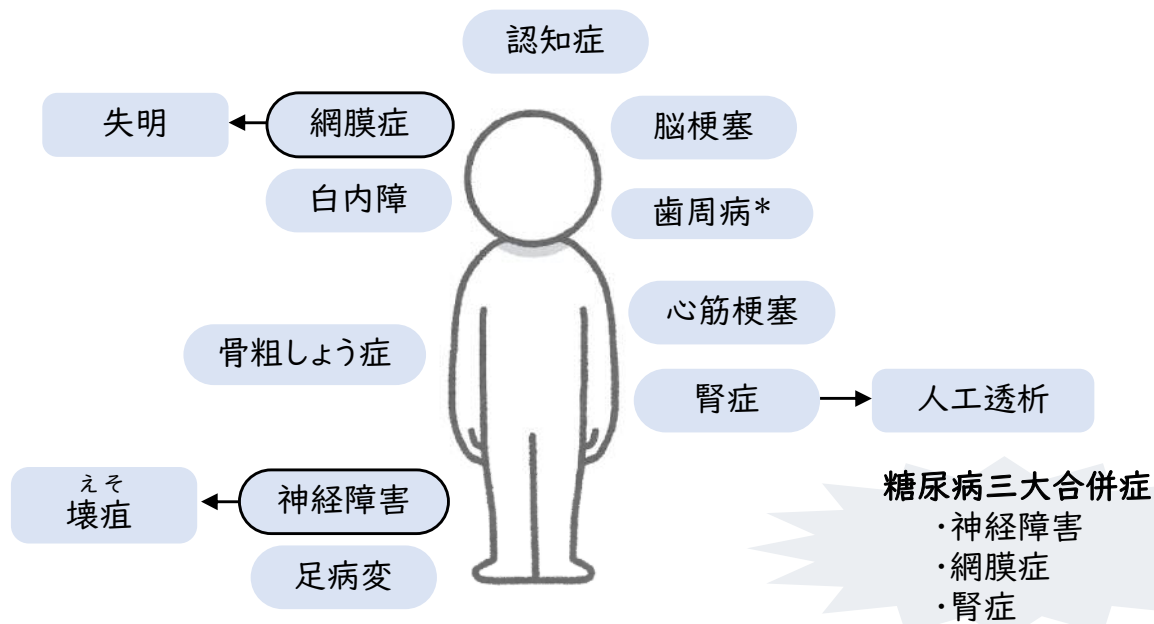 認知症
失明
網膜症
脳梗塞
白内障
歯周病*
心筋梗塞
骨粗しょう症
腎症
人工透析
えそ
壊疽
神経障害
足病変
糖尿病三大合併症
・神経障害
・網膜症
・腎症